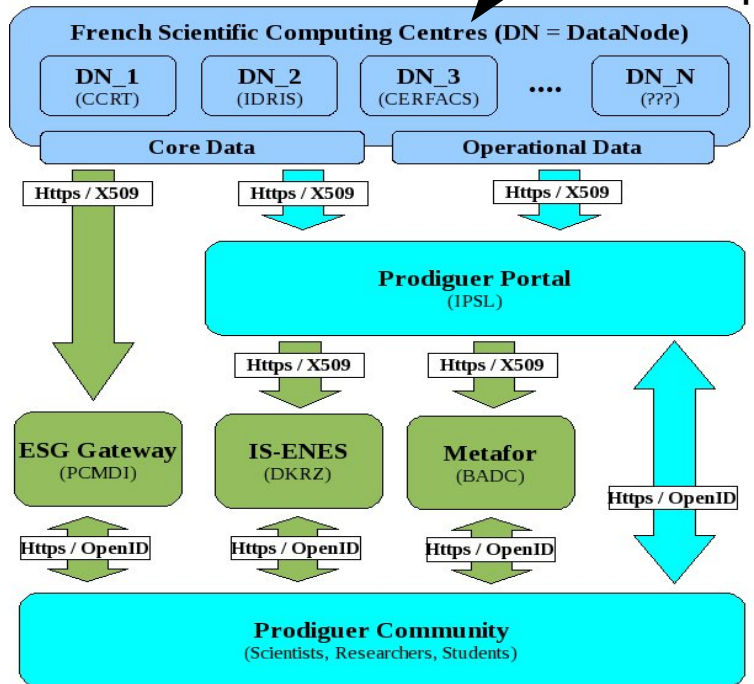 French Scientific Computing Centres (DN = DataNode)
DN_1
(CCRT)
DN_2
(IDRIS)
DN_3
(CERFACS)
....
DN_N
(???)
Core Data
Operational Data
Https / X509
Https / X509
Https / X509
Prodiguer Portal
(IPSL)
Https / X509
Https / X509
ESG Gateway
(PCMDI)
IS-ENES
(DKRZ)
Metafor
(BADC)
Https / OpenID
Https / OpenID
Https / OpenID
Https / OpenID
Prodiguer Community
(Scientists, Researchers, Students)